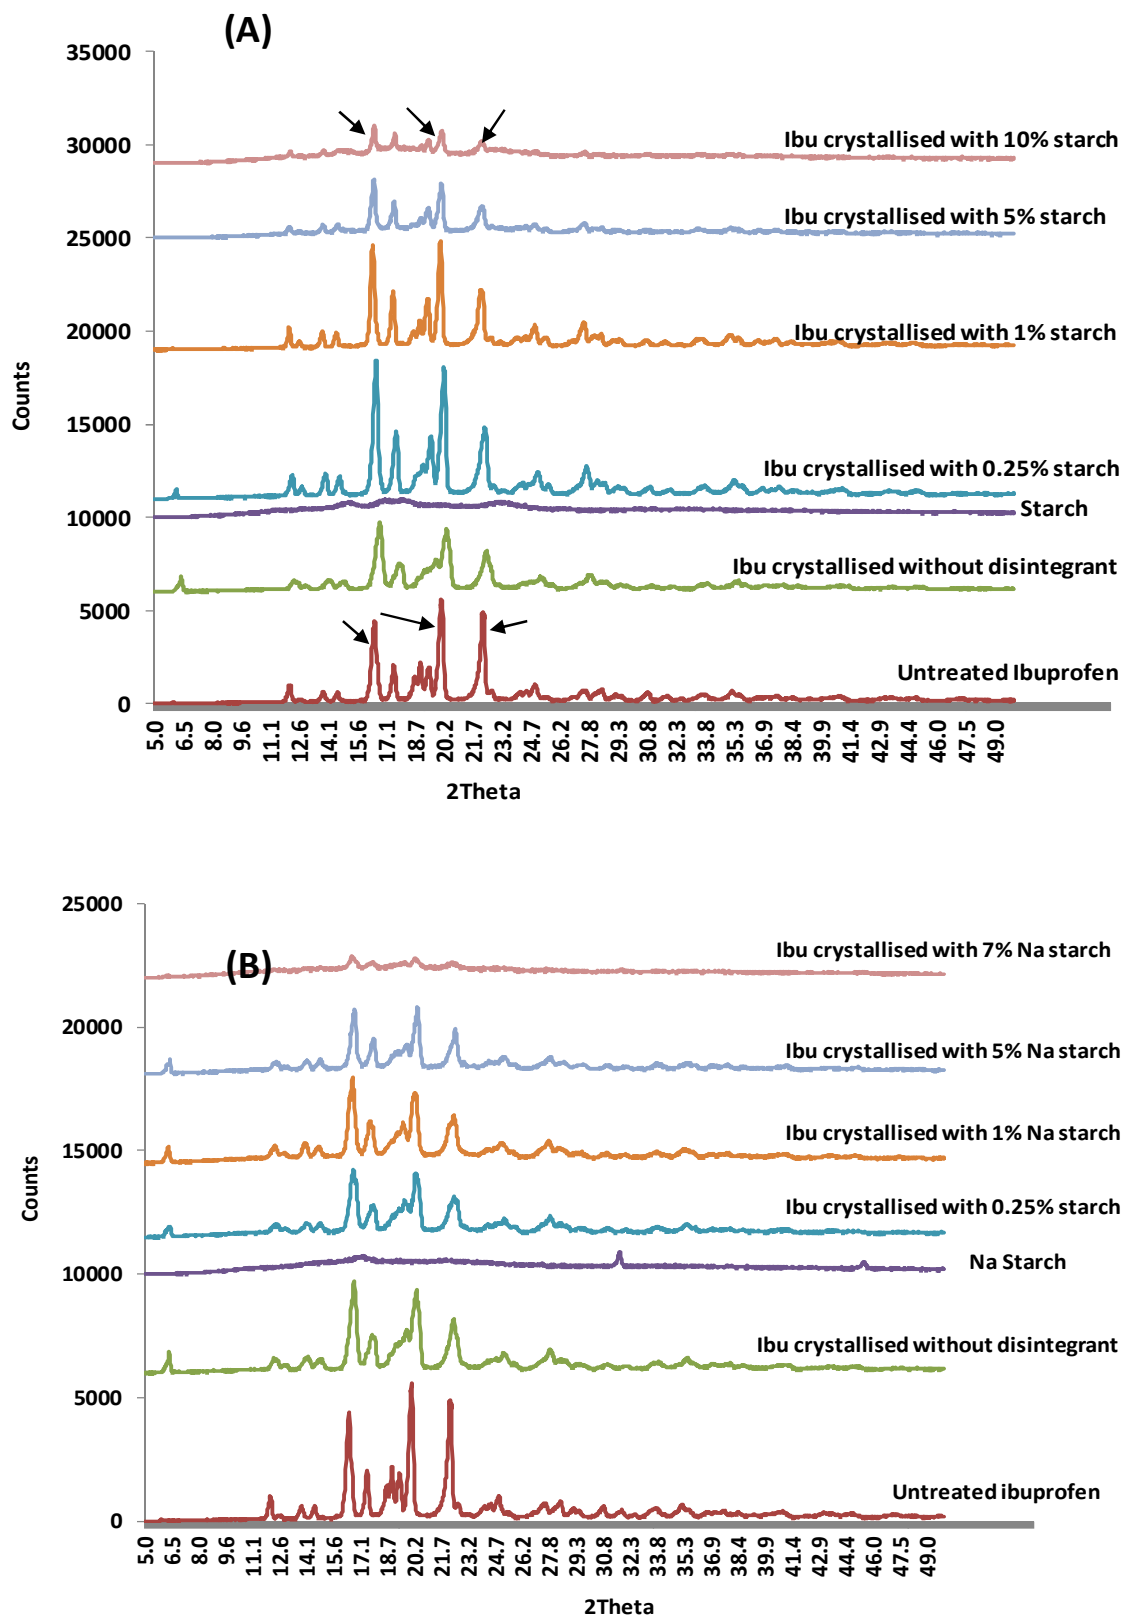 (A)
35000
30000
25000
20000
15000
10000
5000
0
Counts
Ibu crystallised with 10% starch
Ibu crystallised with 5% starch
Ibu crystallised with 1% starch
Ibu crystallised with 0.25% starch
Starch
Ibu crystallised without disintegrant
Untreated Ibuprofen
5.0 6.5 8.0 9.6 11.1 12.6 14.1 15.6 17.1 18.7 20.2 21.7 23.2 24.7 26.2 27.8 29.3 30.8 32.3 33.8 35.3 36.9 38.4 39.9 41.4 42.9 44.4 46.0 47.5 49.0
2Theta
(B)
25000
20000
15000
10000
5000
0
Counts
Ibu crystallised with 7% Na starch
Ibu crystallised with 5% Na starch
Ibu crystallised with 1% Na starch
Ibu crystallised with 0.25% starch
Na Starch
Ibu crystallised without disintegrant
Untreated ibuprofen
5.0 6.5 8.0 9.6 11.1 12.6 14.1 15.6 17.1 18.7 20.2 21.7 23.2 24.7 26.2 27.8 29.3 30.8 32.3 33.8 35.3 36.9 38.4 39.9 41.4 42.9 44.4 46.0 47.5 49.0
2Theta